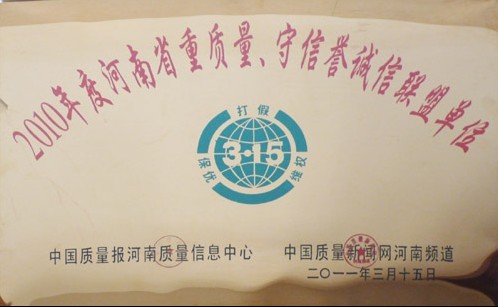 2010年度河南省重质量、守信誉诚信联盟单位
打假
扶优
维权
3·15
中国质量报河南质量信息中心
中国质量新闻网河南频道
二〇一一年三月十五日